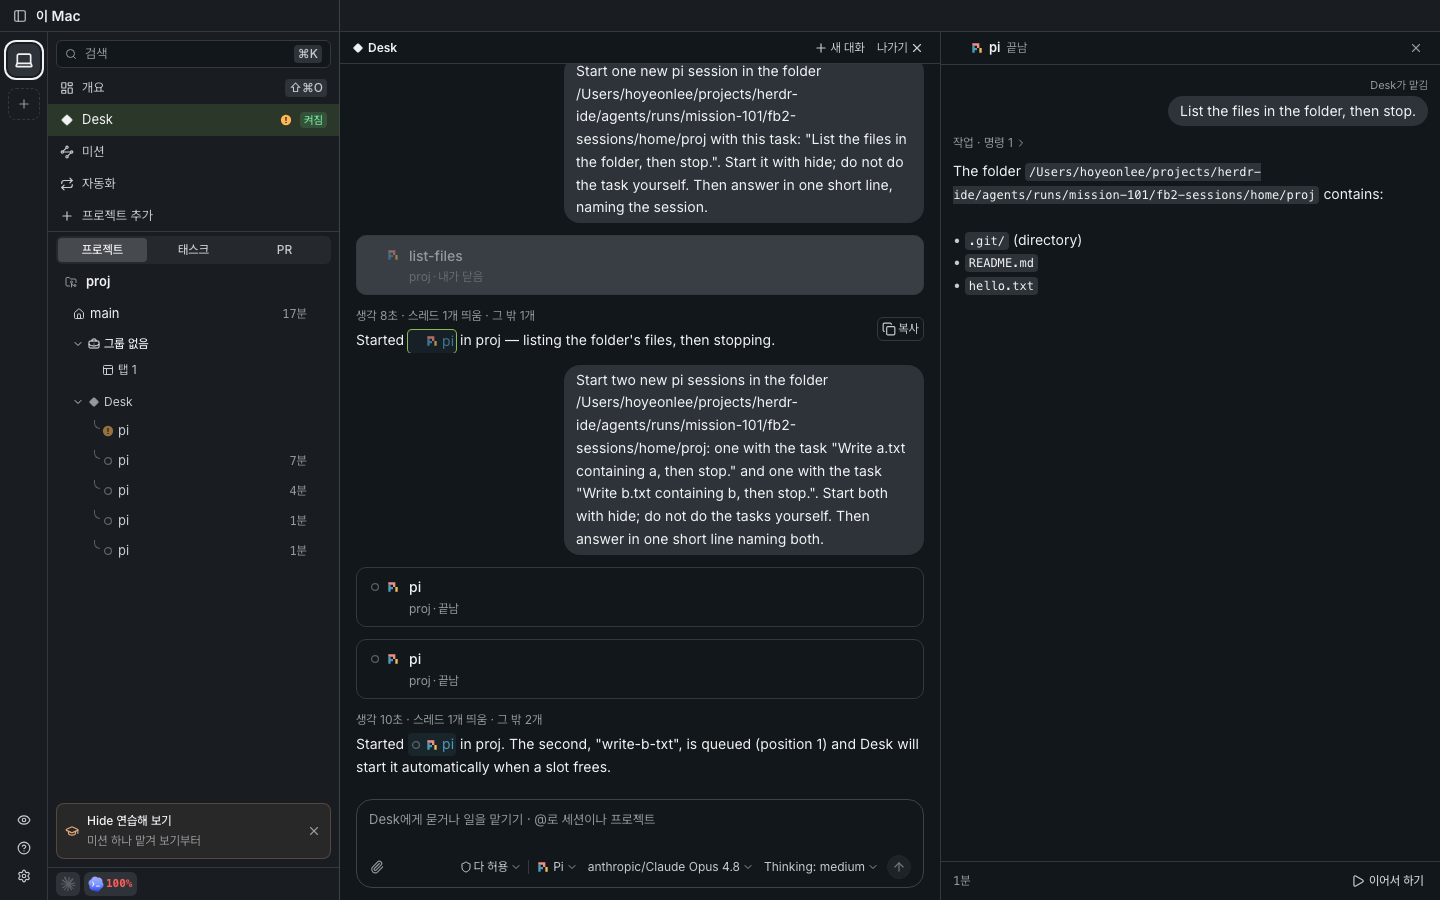 이 Mac
검색
⌘K
개요
⇧⌘O
Desk
켜짐
미션
자동화
프로젝트 추가
프로젝트
태스크
PR
proj
main
17분
그룹 없음
탭 1
Desk
pi
pi
7분
pi
4분
pi
1분
pi
1분
Hide 연습해 보기
미션 하나 맡겨 보기부터
100%
Desk
새 대화
나가기
Start one new pi session in the folder
/Users/hoyeonlee/projects/herdr-
ide/agents/runs/mission-101/fb2-
sessions/home/proj with this task: "List the files in
the folder, then stop.". Start it with hide; do not do
the task yourself. Then answer in one short line,
naming the session.
list-files
proj · 내가 닫음
생각 8초 · 스레드 1개 띄움 · 그 밖 1개
복사
Started pi in proj — listing the folder's files, then stopping.
Start two new pi sessions in the folder
/Users/hoyeonlee/projects/herdr-
ide/agents/runs/mission-101/fb2-
sessions/home/proj: one with the task "Write a.txt
containing a, then stop." and one with the task
"Write b.txt containing b, then stop.". Start both
with hide; do not do the tasks yourself. Then
answer in one short line naming both.
pi
proj · 끝남
pi
proj · 끝남
생각 10초 · 스레드 1개 띄움 · 그 밖 2개
Started pi in proj. The second, "write-b-txt", is queued (position 1) and Desk will
start it automatically when a slot frees.
Desk에게 묻거나 일을 맡기기 · @로 세션이나 프로젝트
다 허용
Pi
anthropic/Claude Opus 4.8
Thinking: medium
pi 끝남
Desk가 맡김
List the files in the folder, then stop.
작업 · 명령 1
The folder /Users/hoyeonlee/projects/herdr-
ide/agents/runs/mission-101/fb2-sessions/home/proj contains:
• .git/ (directory)
• README.md
• hello.txt
1분
이어서 하기